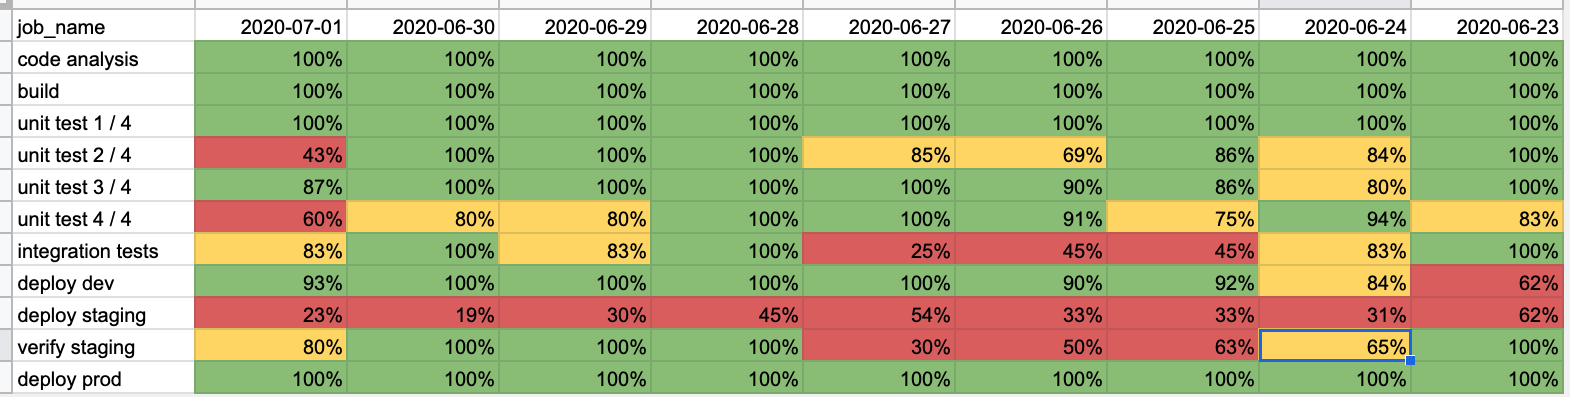 job_name 2020-07-01 2020-06-30 2020-06-29 2020-06-28 2020-06-27 2020-06-26 2020-06-25 2020-06-24 2020-06-23
code analysis 100% 100% 100% 100% 100% 100% 100% 100% 100%
build 100% 100% 100% 100% 100% 100% 100% 100% 100%
unit test 1 / 4 100% 100% 100% 100% 100% 100% 100% 100% 100%
unit test 2 / 4 43% 100% 100% 100% 85% 69% 86% 84% 100%
unit test 3 / 4 87% 100% 100% 100% 100% 90% 86% 80% 100%
unit test 4 / 4 60% 80% 80% 100% 100% 91% 75% 94% 83%
integration tests 83% 100% 83% 100% 25% 45% 45% 83% 100%
deploy dev 93% 100% 100% 100% 100% 90% 92% 84% 62%
deploy staging 23% 19% 30% 45% 54% 33% 33% 31% 62%
verify staging 80% 100% 100% 100% 30% 50% 63% 65% 100%
deploy prod 100% 100% 100% 100% 100% 100% 100% 100% 100%